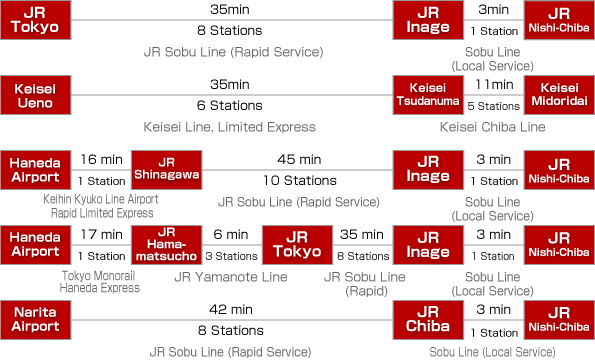 JR Tokyo 35min JR Inage 3min JR Nishi-Chiba
8 Stations 1 Station
JR Sobu Line (Rapid Service) Sobu Line
(Local Service)
Keisei Ueno 35min Keisei Tsudanuma 11min Keisei Midoridai
6 Stations 5 Stations
Keisei Line, Limited Express Keisei Chiba Line
Haneda Airport 16 min JR Shinagawa 45 min JR Inage 3 min JR Nishi-Chiba
1 Station 10 Stations 1 Station
Keihin Kyuko Line Airport
Rapid Limited Express
JR Sobu Line (Rapid Service) Sobu Line
(Local Service)
Haneda Airport 17 min JR Hama-matsucho 6 min JR Tokyo 35 min JR Inage 3 min JR Nishi-Chiba
1 Station 3 Stations 8 Stations 1 Station
Tokyo Monorail
Haneda Express
JR Yamanote Line JR Sobu Line
(Rapid)
Sobu Line
(Local Service)
Narita Airport 42 min JR Chiba 3 min JR Nishi-Chiba
8 Stations 1 Station
JR Sobu Line (Rapid Service) Sobu Line (Local Service)